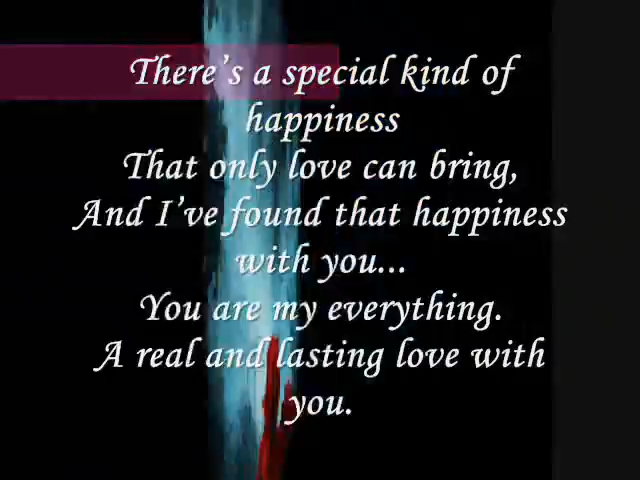 There's a special kind of
happiness
That only love can bring,
And I've found that happiness
with you...
You are my everything.
A real and lasting love with
you.